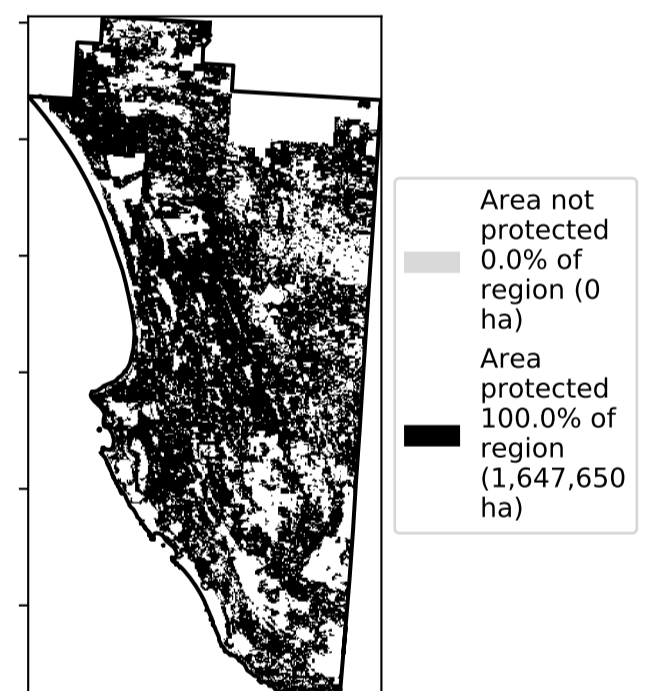 Area not
protected
0.0% of
region (0
ha)
Area
protected
100.0% of
region
(1,647,650
ha)